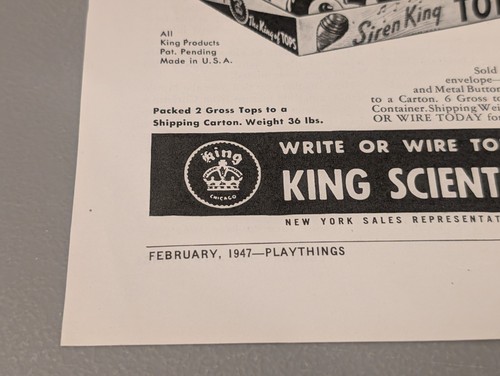 The King of TOPS
Siren King TO
All
King Products
Pat. Pending
Made in U.S.A.
Sold
envelope—
and Metal Button
to a Carton. 6 Gross to
Container. Shipping Wei
OR WIRE TODAY for
Packed 2 Gross Tops to a
Shipping Carton. Weight 36 lbs.
King
CHICAGO
WRITE OR WIRE TO
KING SCIENT
NEW YORK SALES REPRESENTAT
FEBRUARY, 1947—PLAYTHINGS